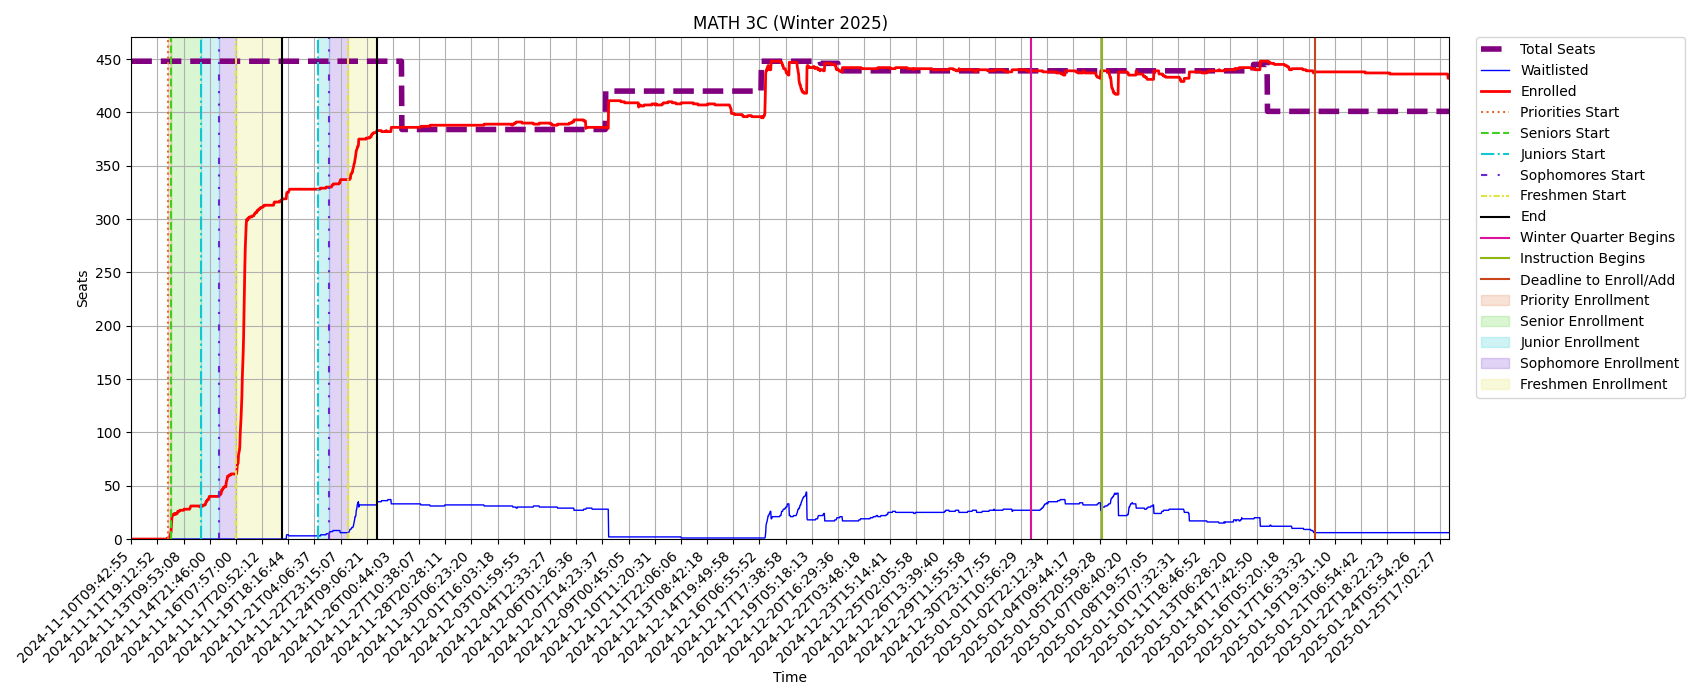 MATH 3C (Winter 2025)
Seats
450
400
350
300
250
200
150
100
50
0
2024-11-10T09:42:55
2024-11-11T19:12:52
2024-11-13T09:53:08
2024-11-14T21:46:00
2024-11-16T07:57:00
2024-11-17T20:52:12
2024-11-19T18:16:44
2024-11-21T04:06:37
2024-11-22T23:15:07
2024-11-24T09:06:21
2024-11-26T00:44:03
2024-11-27T10:38:07
2024-11-28T20:28:11
2024-11-30T06:23:20
2024-12-01T16:03:18
2024-12-03T01:59:55
2024-12-04T12:33:27
2024-12-06T01:26:36
2024-12-07T14:23:37
2024-12-09T00:45:05
2024-12-10T11:20:31
2024-12-11T22:06:06
2024-12-13T08:42:18
2024-12-14T19:49:58
2024-12-16T06:55:52
2024-12-17T17:38:58
2024-12-19T05:18:13
2024-12-20T16:29:36
2024-12-22T03:48:18
2024-12-23T15:14:41
2024-12-25T02:05:58
2024-12-26T13:39:40
2024-12-29T11:55:58
2024-12-30T23:17:55
2025-01-01T10:56:29
2025-01-02T22:12:34
2025-01-04T09:44:17
2025-01-05T20:59:28
2025-01-07T08:40:20
2025-01-08T19:57:05
2025-01-10T07:32:31
2025-01-11T18:46:52
2025-01-13T06:28:20
2025-01-14T17:42:50
2025-01-16T05:20:18
2025-01-17T16:33:32
2025-01-19T19:31:10
2025-01-21T06:54:42
2025-01-22T18:22:23
2025-01-24T05:54:26
2025-01-25T17:02:27
Time
Total Seats
Waitlisted
Enrolled
Priorities Start
Seniors Start
Juniors Start
Sophomores Start
Freshmen Start
End
Winter Quarter Begins
Instruction Begins
Deadline to Enroll/Add
Priority Enrollment
Senior Enrollment
Junior Enrollment
Sophomore Enrollment
Freshmen Enrollment